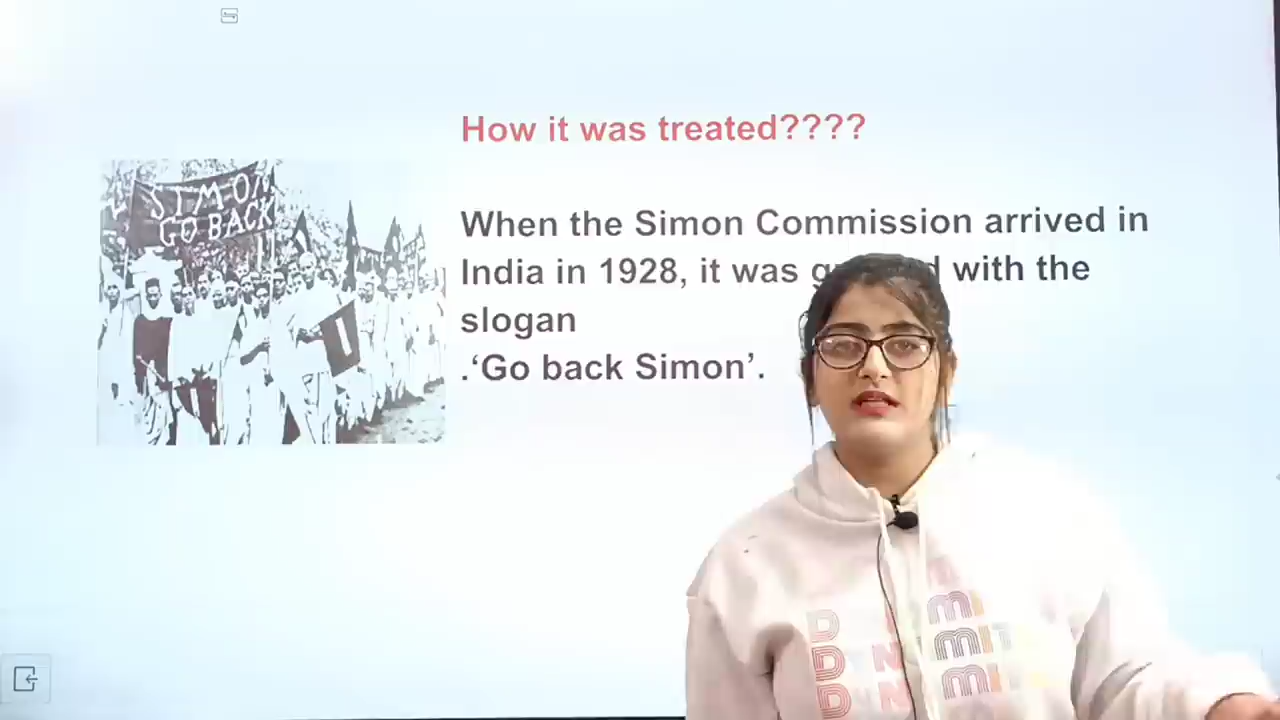 How it was treated????
SIMON
GO BACK
When the Simon Commission arrived in
India in 1928, it was with the
slogan
.‘Go back Simon’.